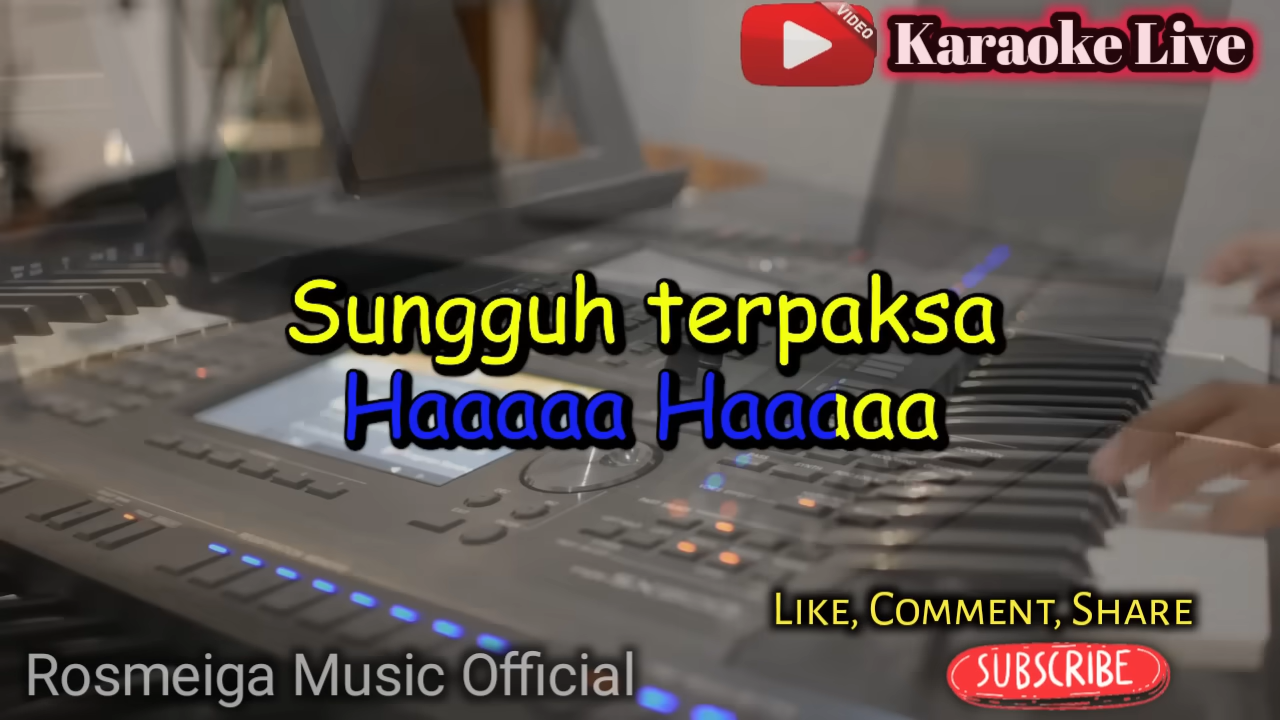 VIDEO
Karaoke Live
Sungguh terpaksa
Haaaaa Haaaaa
Like, Comment, Share
SUBSCRIBE
Rosmeiga Music Official